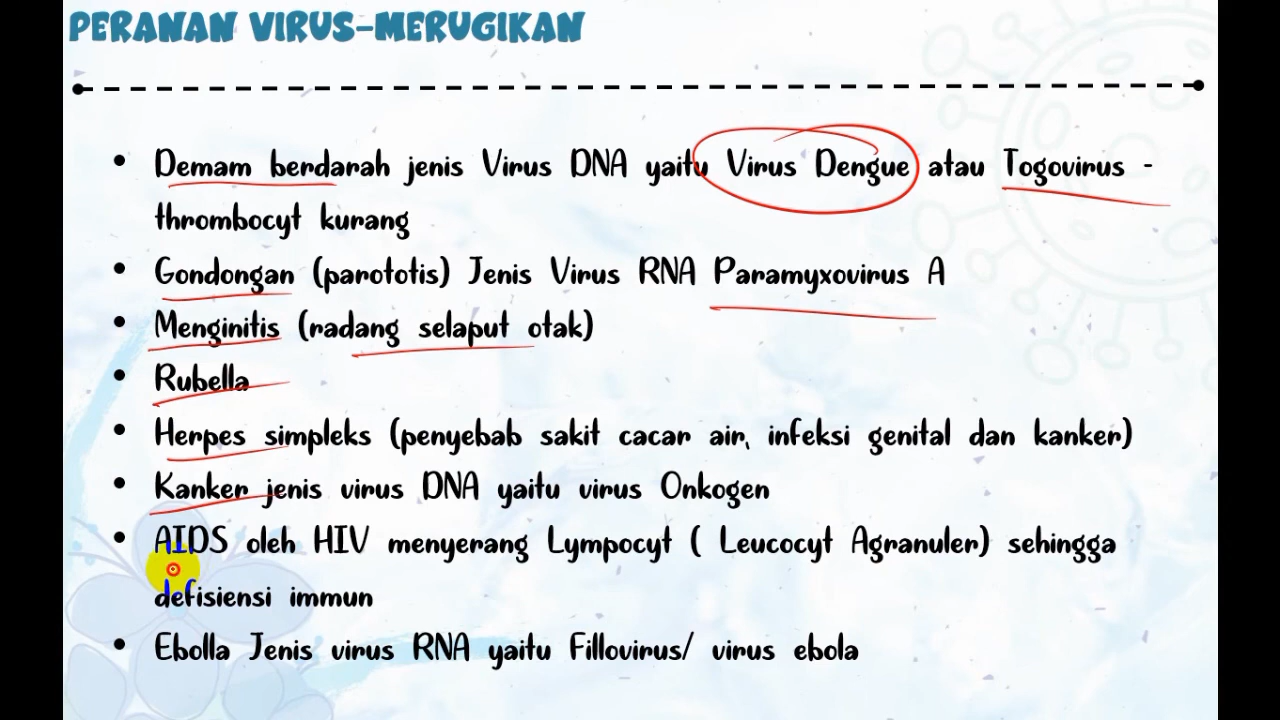 PERANAN VIRUS-MERUGIKAN
• Demam berdarah jenis Virus DNA yaitu Virus Dengue atau Togovirus -
thrombocyt kurang
• Gondongan (parototis) Jenis Virus RNA Paramyxovirus A
• Menginitis (radang selaput otak)
• Rubella
• Herpes simpleks (penyebab sakit cacar air, infeksi genital dan kanker)
• Kanker jenis virus DNA yaitu virus Onkogen
• AIDS oleh HIV menyerang Lympocyt ( Leucocyt Agranuler) sehingga
defisiensi immun
• Ebolla Jenis virus RNA yaitu Fillovirus/ virus ebola